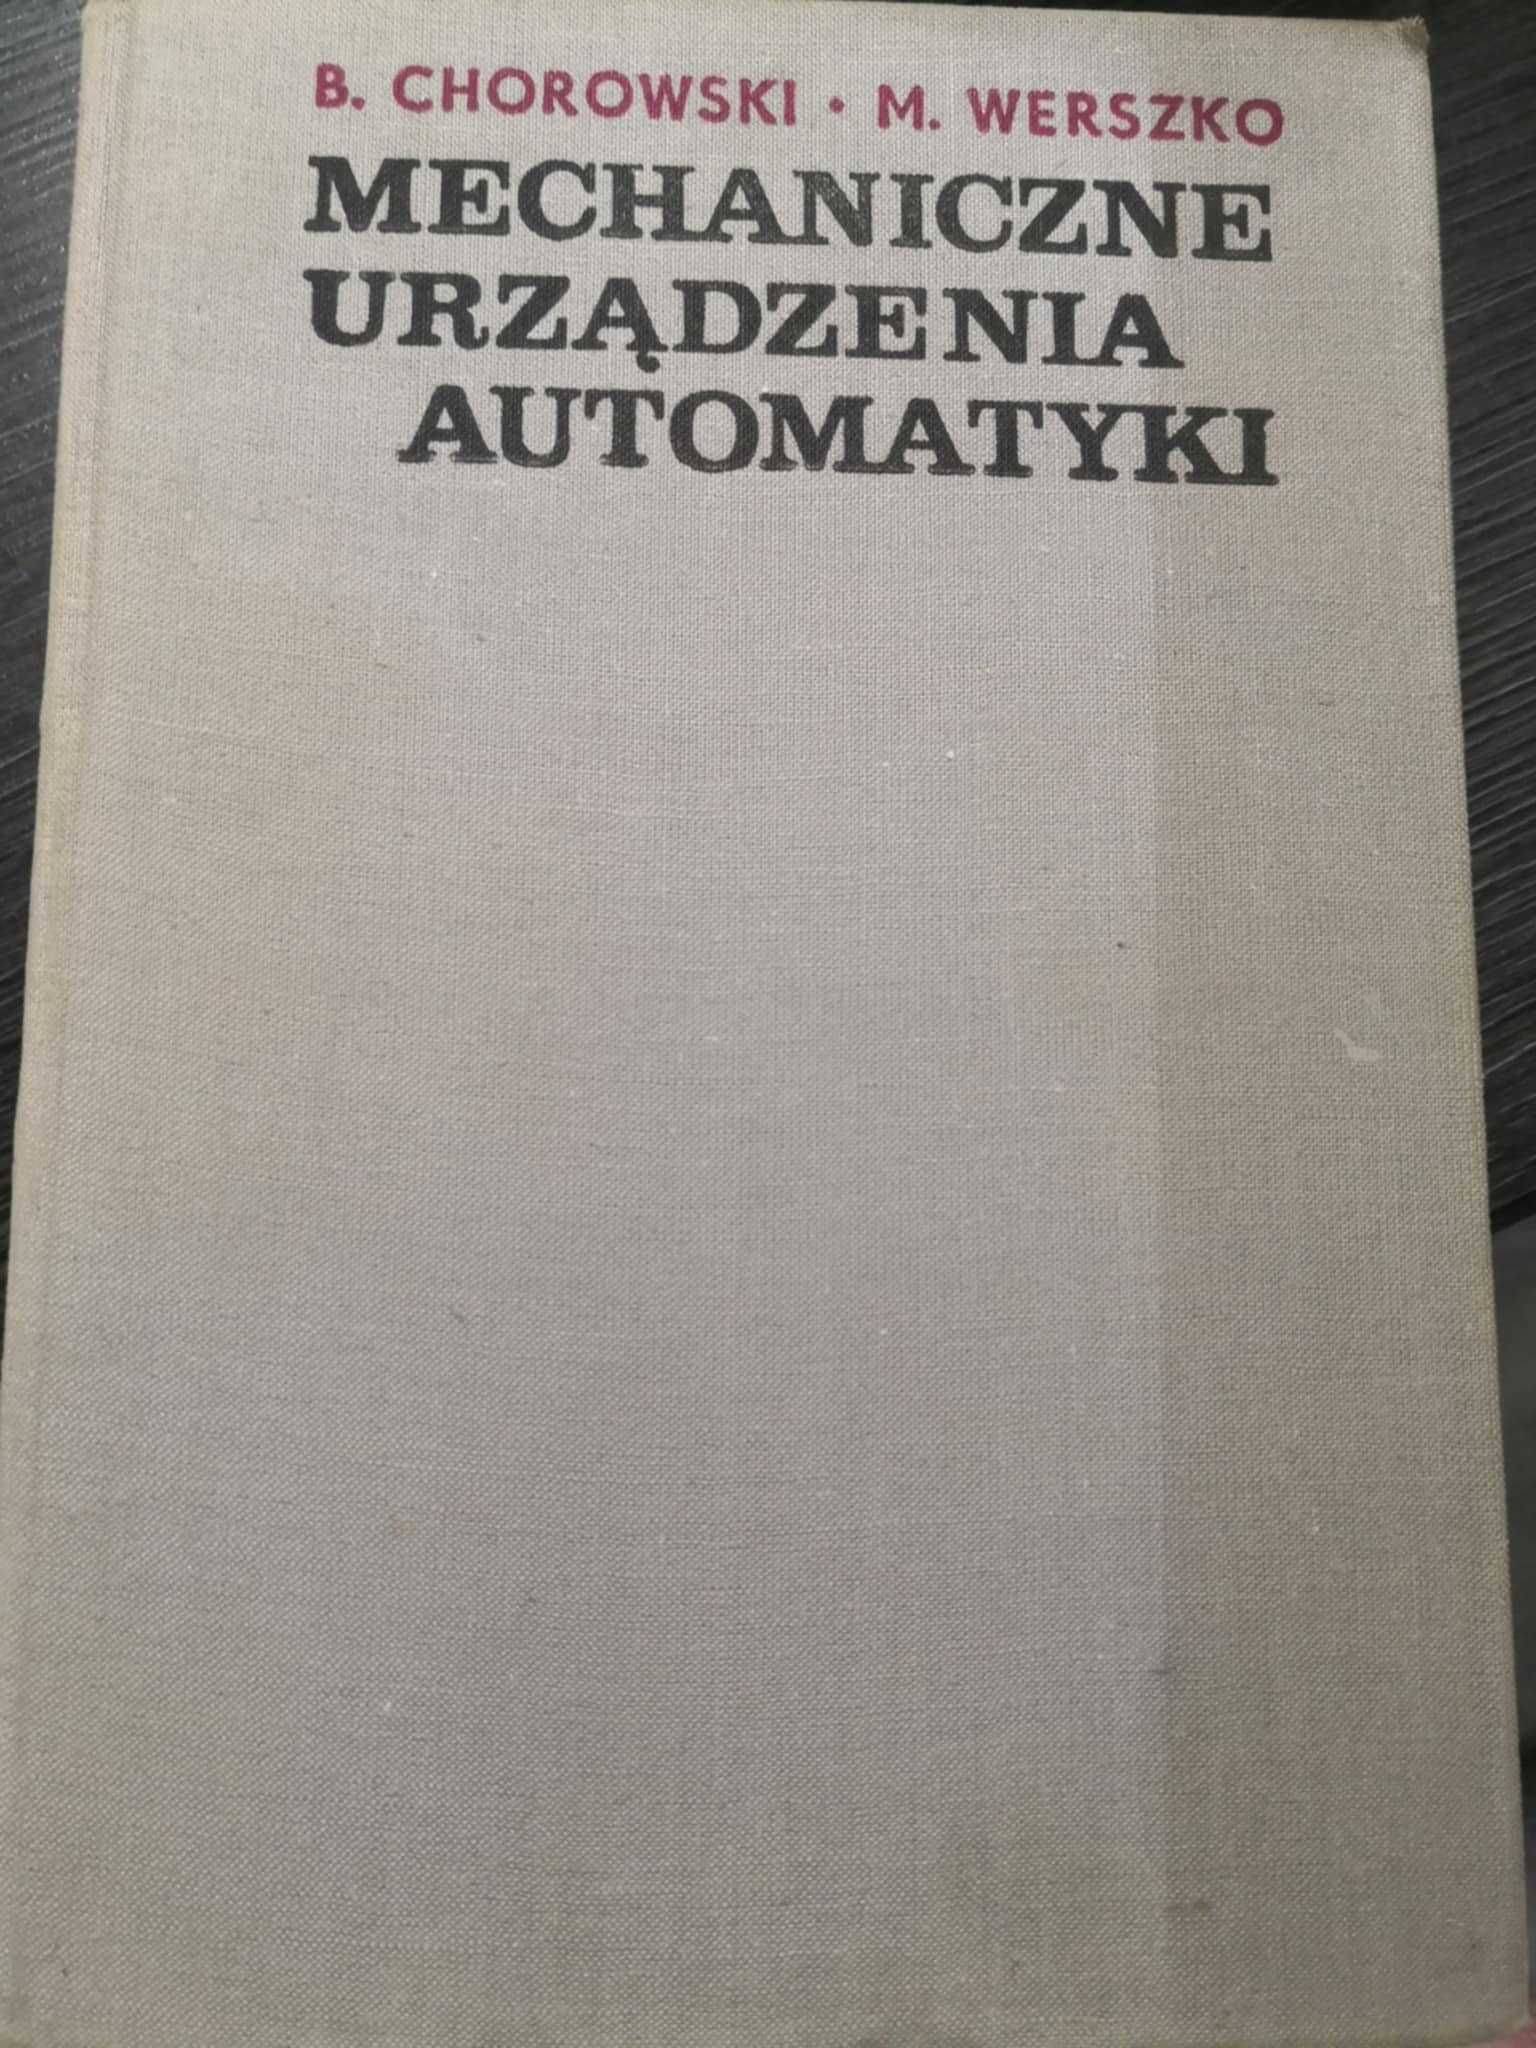 B. CHOROWSKI • M. WERSZKO
MECHANICZNE
URZĄDZENIA
AUTOMATYKI